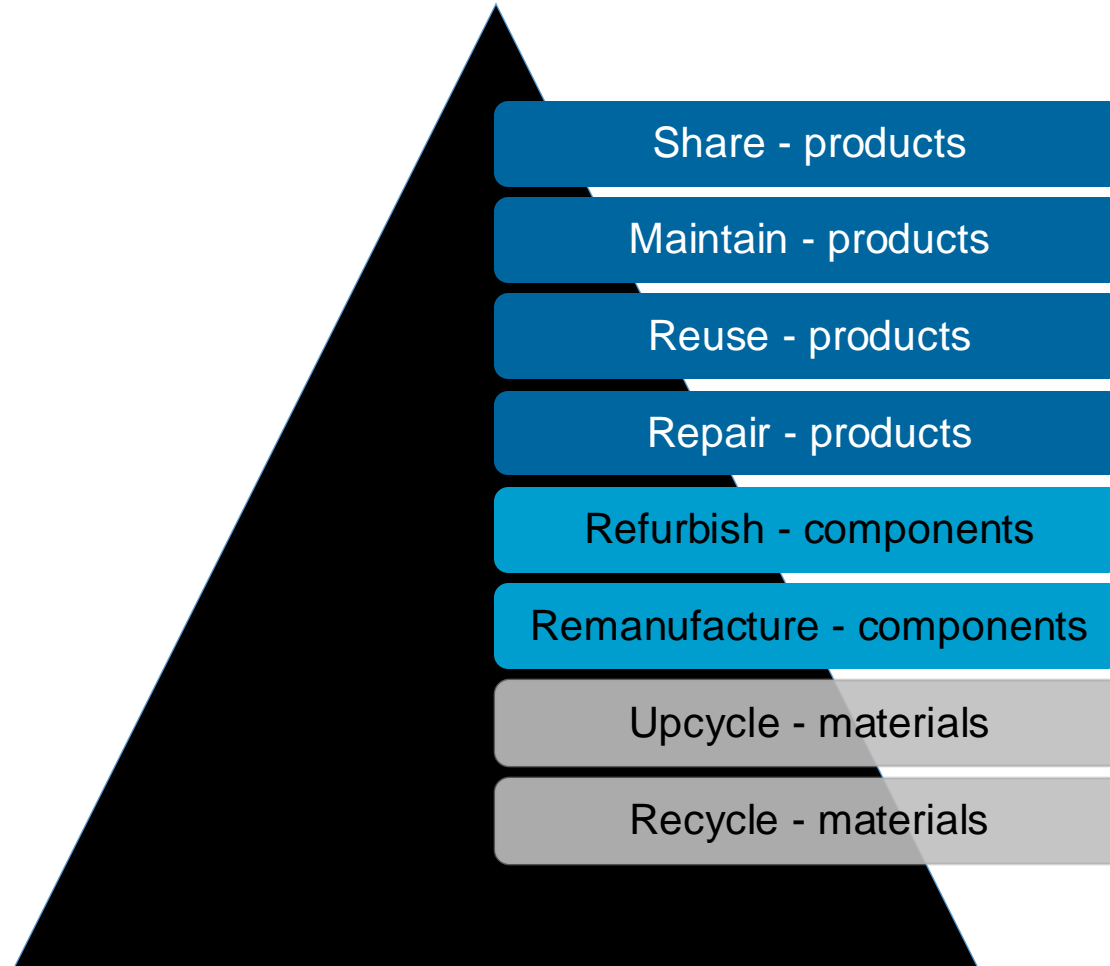 Share - products
Maintain - products
Reuse - products
Repair - products
Refurbish - components
Remanufacture - components
Upcycle - materials
Recycle - materials